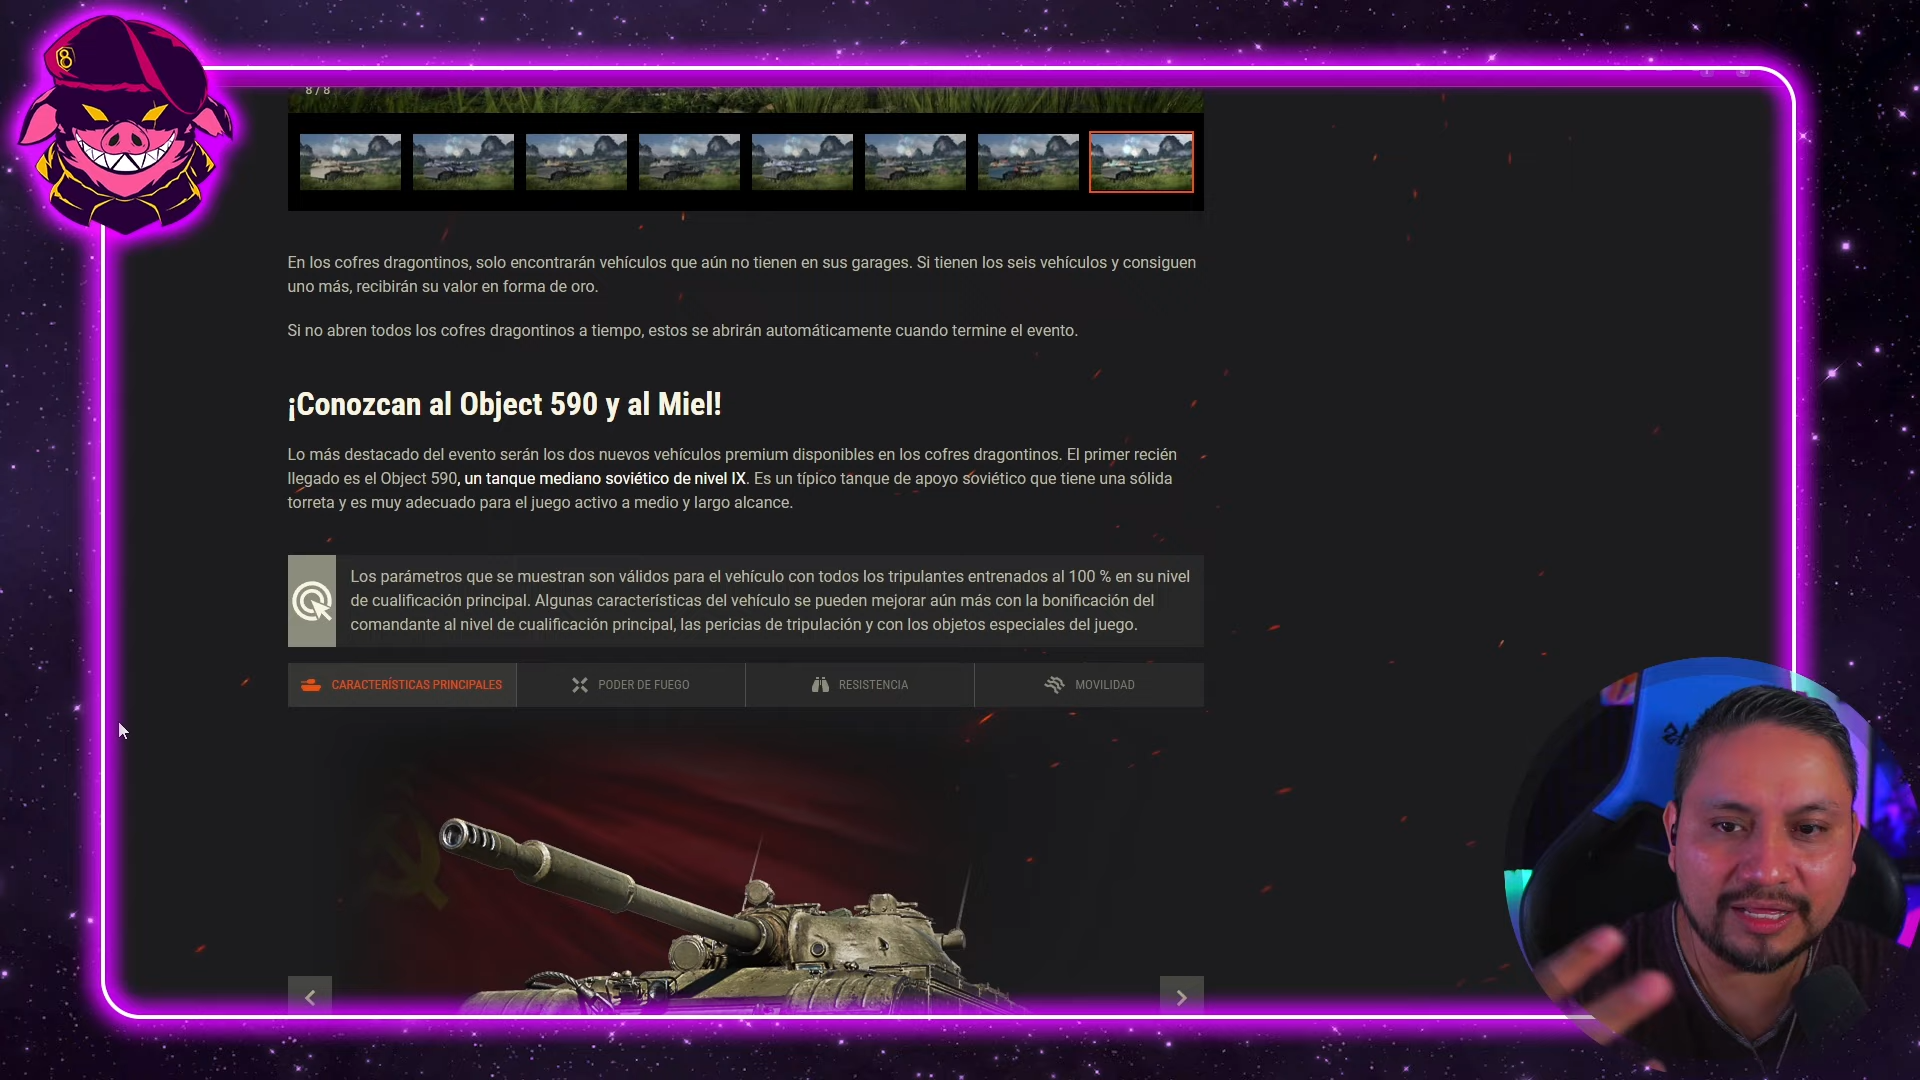 8
8 / 8
En los cofres dragontinos, solo encontrarán vehículos que aún no tienen en sus garages. Si tienen los seis vehículos y consiguen
uno más, recibirán su valor en forma de oro.
Si no abren todos los cofres dragontinos a tiempo, estos se abrirán automáticamente cuando termine el evento.
¡Conozcan al Object 590 y al Miel!
Lo más destacado del evento serán los dos nuevos vehículos premium disponibles en los cofres dragontinos. El primer recién
llegado es el Object 590, un tanque mediano soviético de nivel IX. Es un típico tanque de apoyo soviético que tiene una sólida
torreta y es muy adecuado para el juego activo a medio y largo alcance.
Los parámetros que se muestran son válidos para el vehículo con todos los tripulantes entrenados al 100 % en su nivel
de cualificación principal. Algunas características del vehículo se pueden mejorar aún más con la bonificación del
comandante al nivel de cualificación principal, las pericias de tripulación y con los objetos especiales del juego.
CARACTERÍSTICAS PRINCIPALES
PODER DE FUEGO
RESISTENCIA
MOVILIDAD